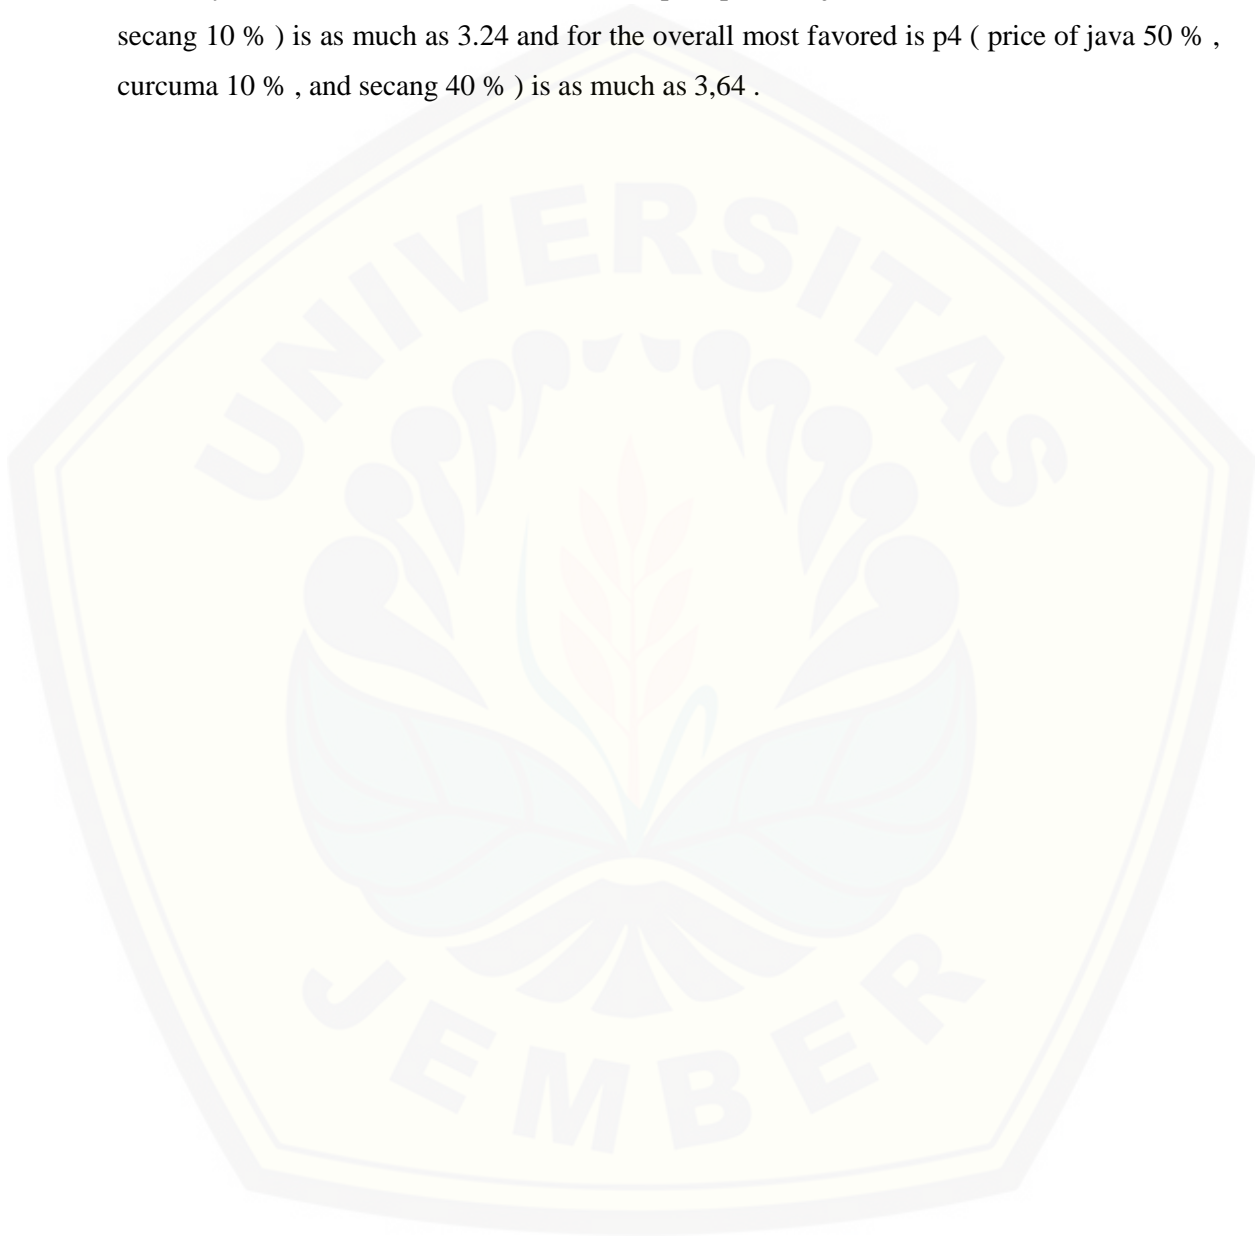 secang 10 % ) is as much as 3.24 and for the overall most favored is p4 ( price of java 50 % ,
curcuma 10 % , and secang 40 % ) is as much as 3,64 .
UNIVERSITAS
JEMBER